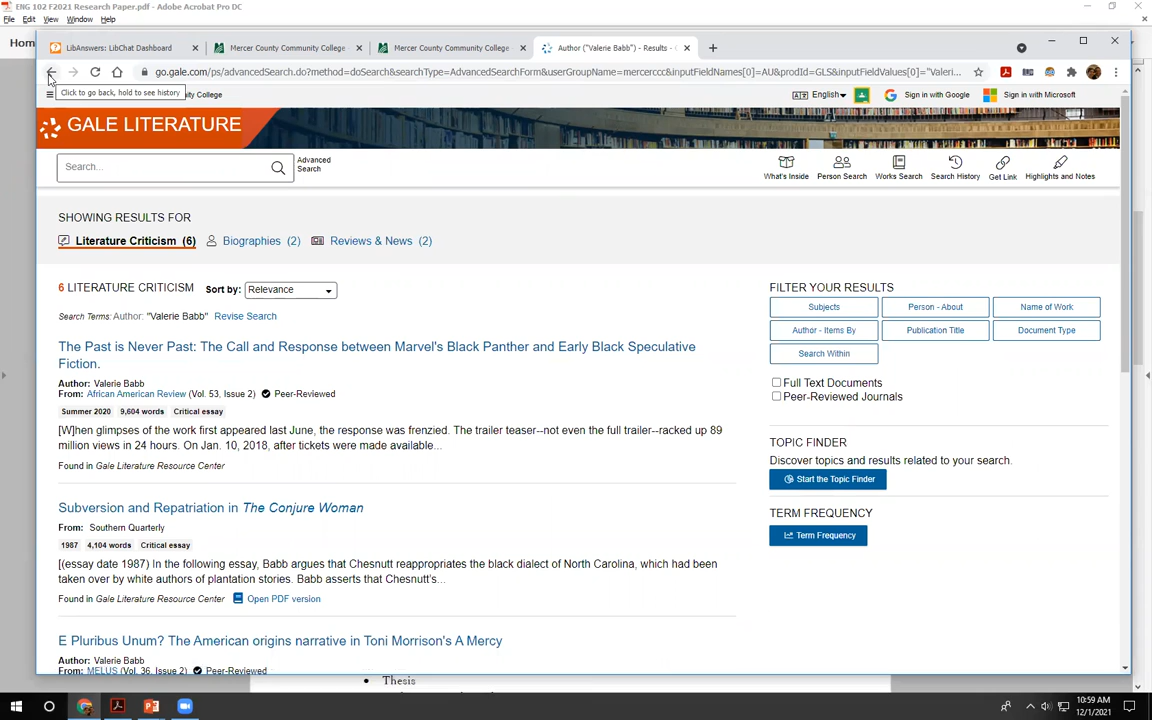 ENG 102 F2021 Research Paper.pdf - Adobe Acrobat Pro DC
File Edit View Window Help
Hom
LibAnswers: LibChat Dashboard
Mercer County Community College
Mercer County Community College
Author ("Valerie Babb") - Results -
go.gale.com/ps/advancedSearch.do?method=doSearch&searchType=AdvancedSearchForm&userGroupName=mercerccc&inputFieldNames[0]=AU&prodId=GLS&inputFieldValues[0]="Valeri...
Click to go back, hold to see history
ty College
English
Sign in with Google
Sign in with Microsoft
GALE LITERATURE
Search...
Advanced
Search
What's Inside
Person Search
Works Search
Search History
Get Link
Highlights and Notes
SHOWING RESULTS FOR
Literature Criticism (6)
Biographies (2)
Reviews & News (2)
6 LITERATURE CRITICISM
Sort by:
Relevance
Search Terms: Author: "Valerie Babb" Revise Search
The Past is Never Past: The Call and Response between Marvel's Black Panther and Early Black Speculative
Fiction.
Author: Valerie Babb
From: African American Review (Vol. 53, Issue 2) Peer-Reviewed
Summer 2020 9,604 words Critical essay
[W]hen glimpses of the work first appeared last June, the response was frenzied. The trailer teaser--not even the full trailer--racked up 89
million views in 24 hours. On Jan. 10, 2018, after tickets were made available...
Found in Gale Literature Resource Center
Subversion and Repatriation in The Conjure Woman
From: Southern Quarterly
1987 4,104 words Critical essay
[(essay date 1987) In the following essay, Babb argues that Chesnutt reappropriates the black dialect of North Carolina, which had been
taken over by white authors of plantation stories. Babb asserts that Chesnutt's...
Found in Gale Literature Resource Center Open PDF version
E Pluribus Unum? The American origins narrative in Toni Morrison's A Mercy
Author: Valerie Babb
From: MELUS (Vol. 36, Issue 2) Peer-Reviewed
FILTER YOUR RESULTS
Subjects
Person - About
Name of Work
Author - Items By
Publication Title
Document Type
Search Within
Full Text Documents
Peer-Reviewed Journals
TOPIC FINDER
Discover topics and results related to your search.
Start the Topic Finder
TERM FREQUENCY
Term Frequency
Thesis
10:59 AM
12/1/2021